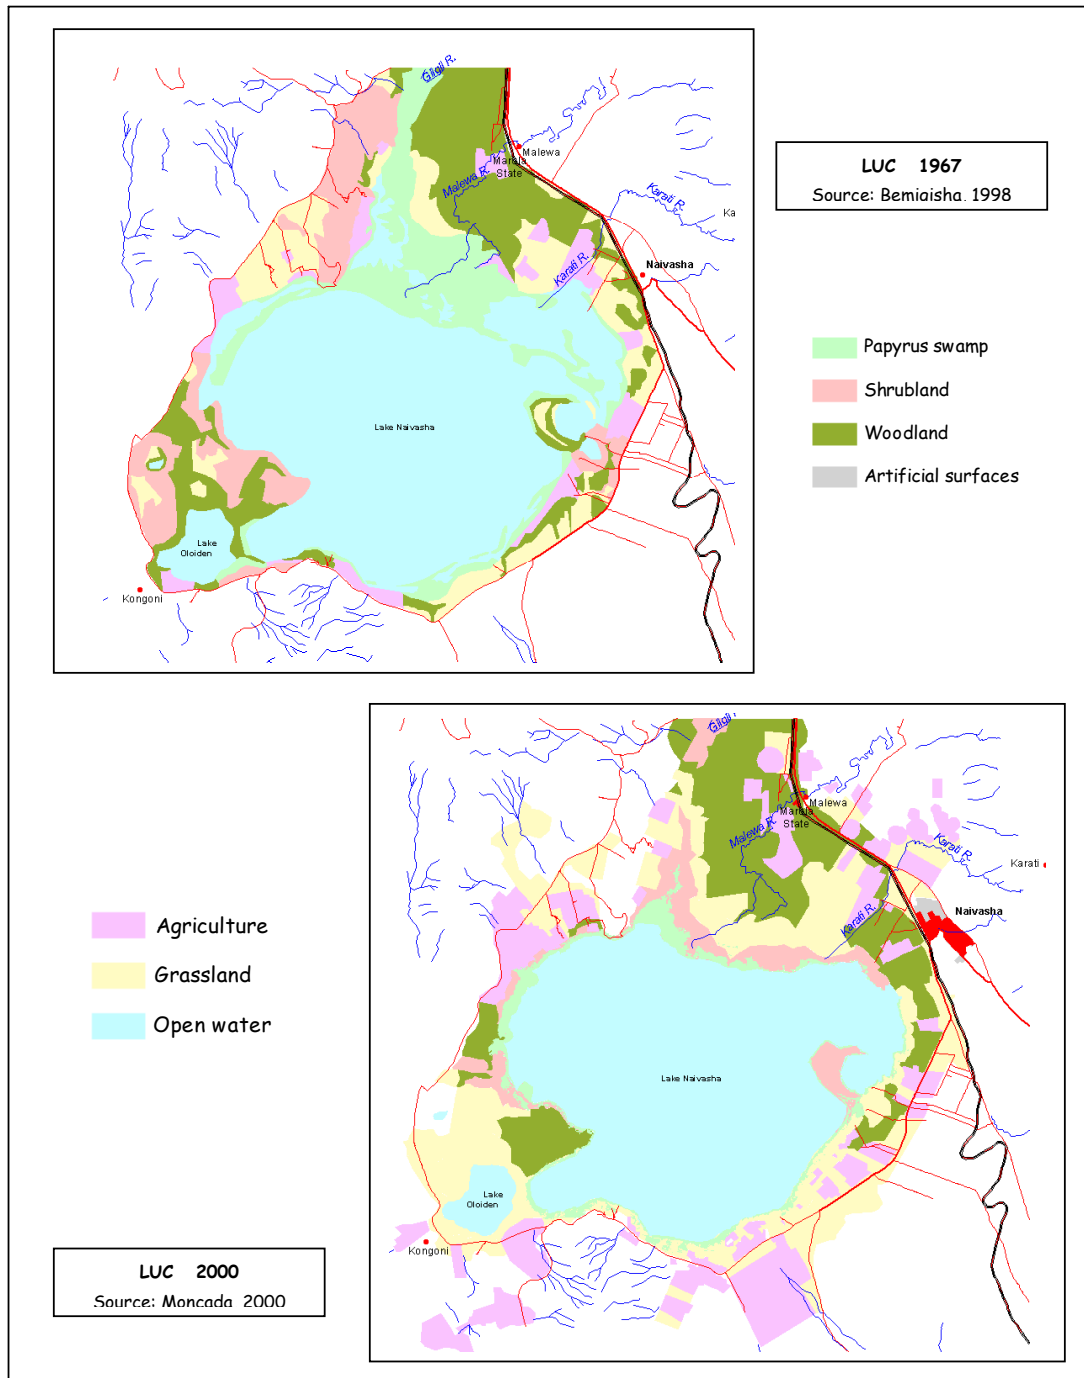 Gilgil R.
Malewa
Marula
State
Malewa R.
Karati R.
Ka
Karati R.
Naivasha
Lake Naivasha
Lake
Oloiden
Kongoni
LUC 1967
Source: Bemigisha, 1998
Papyrus swamp
Shrubland
Woodland
Artificial surfaces
Agriculture
Grassland
Open water
LUC 2000
Source: Moncada 2000
Gilgil
Malewa
Marula
State
Malewa R.
Karati R.
Karati
Karati R.
Naivasha
Lake Naivasha
Lake
Oloiden
Kongoni